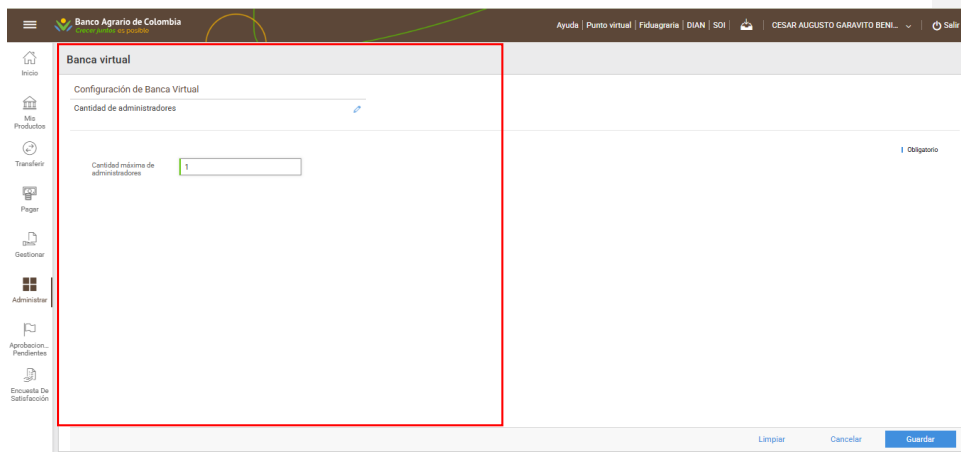 Banco Agrario de Colombia
Crecer juntos es posible
Ayuda | Punto virtual | Fiduagraria | DIAN | SOI | CESAR AUGUSTO GARAVITO BENI... | Salir
Inicio
Mis
Productos
Transferir
Pagar
Gestionar
Administrar
Aprobacion...
Pendientes
Encuesta De
Satisfacción
Banca virtual
Configuración de Banca Virtual
Cantidad de administradores
| Obligatorio
Cantidad máxima de
administradores
1
Limpiar Cancelar Guardar